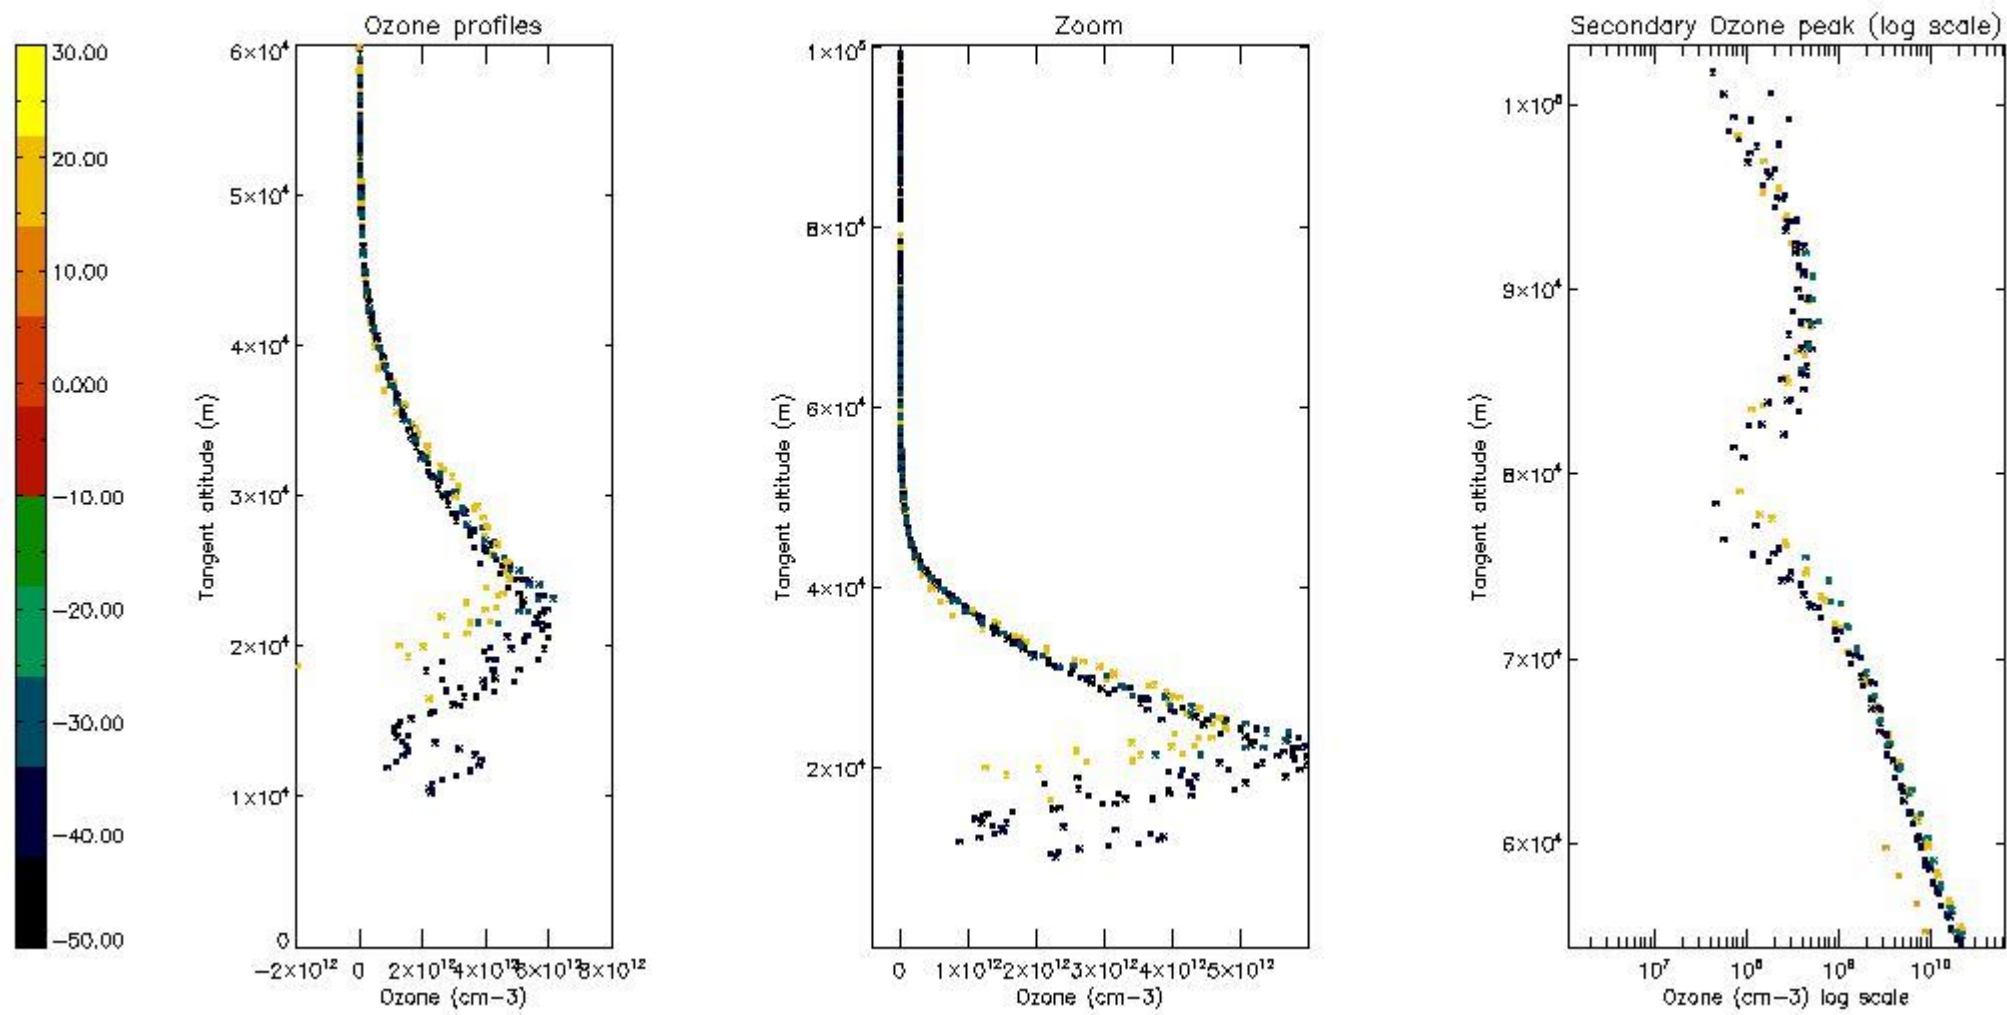 Ozone profiles
Zoom
Secondary Ozone peak (log scale)
30.00
20.00
10.00
0.000
−10.00
−20.00
−30.00
−40.00
−50.00
6×10⁴
5×10⁴
4×10⁴
3×10⁴
2×10⁴
1×10⁴
0
Tangent altitude (m)
−2×10¹² 0 2×10¹² 4×10¹² 6×10¹² 8×10¹²
Ozone (cm−3)
1×10⁵
8×10⁴
6×10⁴
4×10⁴
2×10⁴
Tangent altitude (m)
0 1×10¹² 2×10¹² 3×10¹² 4×10¹² 5×10¹²
Ozone (cm−3)
1×10⁵
9×10⁴
8×10⁴
7×10⁴
6×10⁴
Tangent altitude (m)
10⁷ 10⁸ 10⁹ 10¹⁰
Ozone (cm−3) log scale